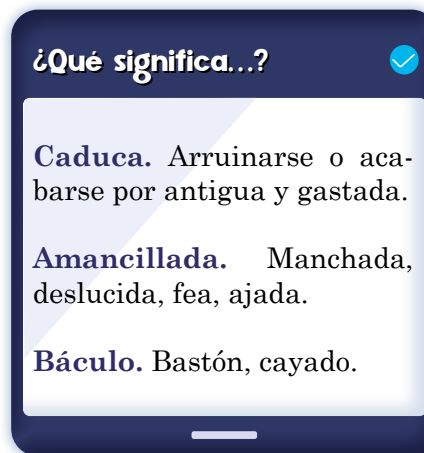 ¿Qué significa...?
Caduca. Arruinarse o aca-
barse por antigua y gastada.
Amancillada. Manchada,
deslucida, fea, ajada.
Báculo. Bastón, cayado.